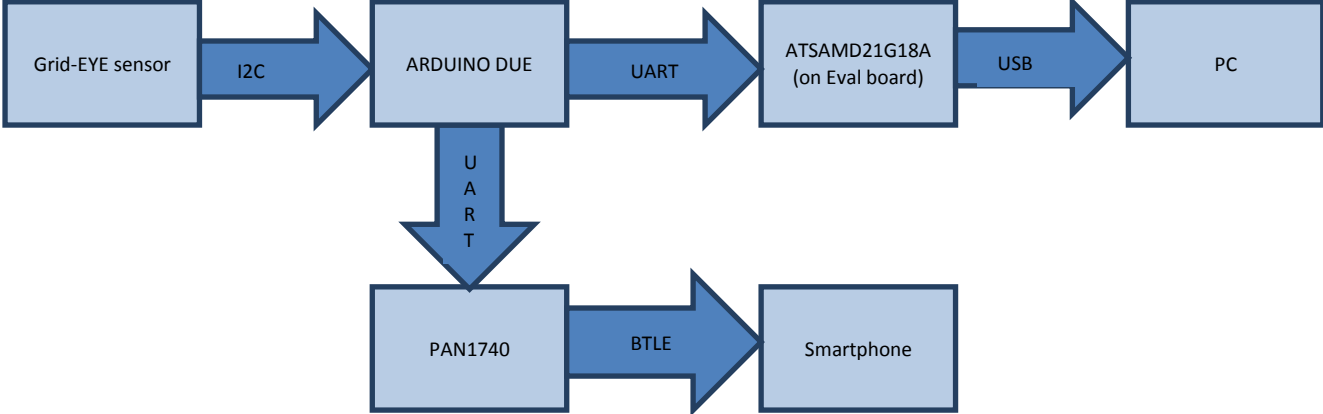 Grid-EYE sensor
I2C
ARDUINO DUE
UART
ATSAMD21G18A
(on Eval board)
USB
PC
U
A
R
T
PAN1740
BTLE
Smartphone